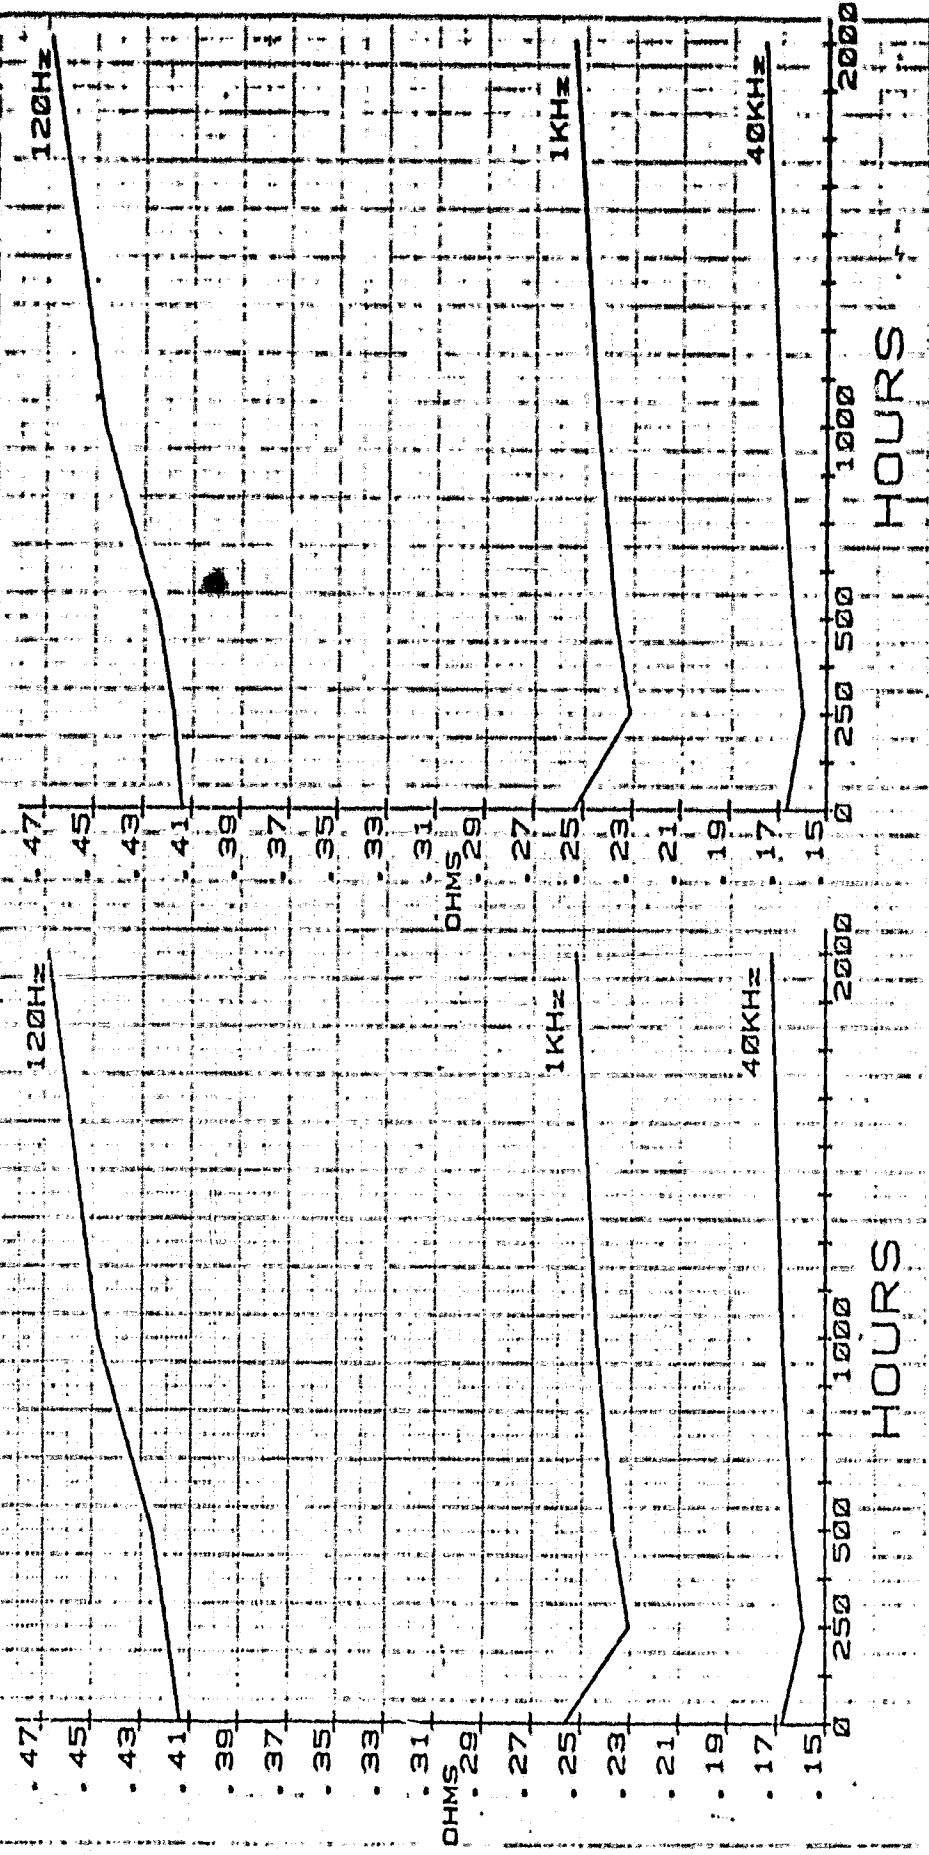 .47
.45
.43
.41
.39
.37
.35
.33
.31
OHMS
.29
.27
.25
.23
.21
.19
.17
.15
120Hz
1KHz
40KHz
0 250 500 1000 2000
HOURS
.47
.45
.43
.41
.39
.37
.35
.33
.31
OHMS
.29
.27
.25
.23
.21
.19
.17
.15
120Hz
1KHz
40KHz
0 250 500 1000 2000
HOURS